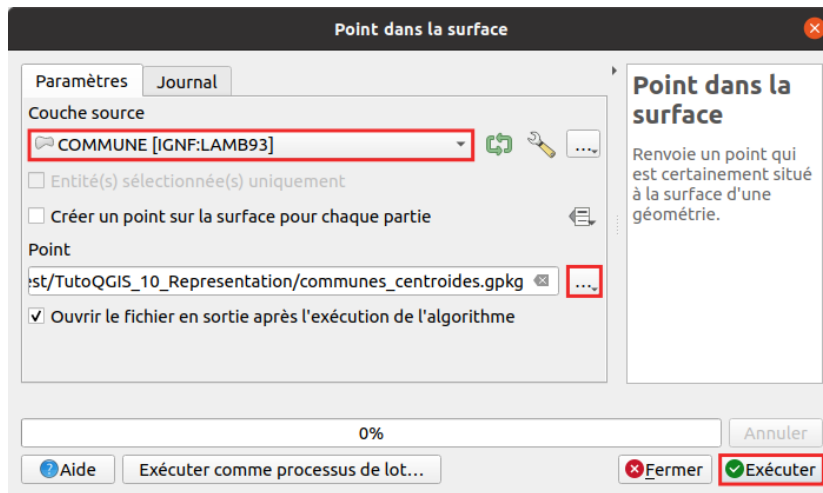 Point dans la surface
Paramètres
Journal
Couche source
COMMUNE [IGNF:LAMB93]
...
Entité(s) sélectionnée(s) uniquement
Créer un point sur la surface pour chaque partie
Point
est/TutoQGIS_10_Representation/communes_centroides.gpkg
...
Ouvrir le fichier en sortie après l'exécution de l'algorithme
Point dans la
surface
Renvoie un point qui
est certainement situé
à la surface d'une
géométrie.
0%
Annuler
Aide
Exécuter comme processus de lot...
Fermer
Exécuter